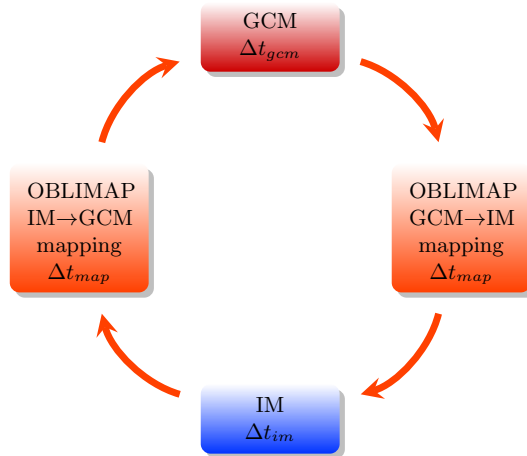 GCM
Δt_gcm
OBLIMAP
IM→GCM
mapping
Δt_map
OBLIMAP
GCM→IM
mapping
Δt_map
IM
Δt_im